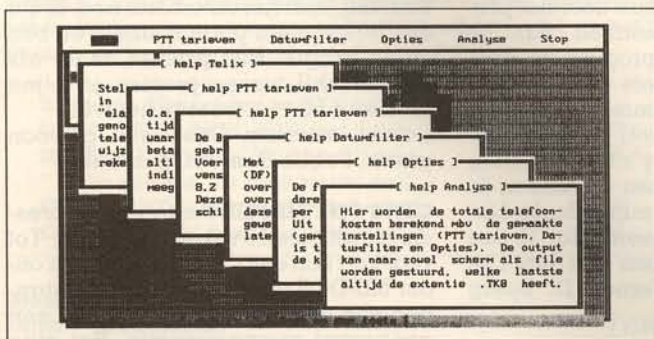 PTT tarieven Datumfilter Opties Analyse Stop
[ help Telix ]
Stel
in
"ela
geno
tele
wijz
reke
[ help PTT tarieven ]
O.a.
tijd
waar
beta
alti
indi
meeg
[ help PTT tarieven ]
De B
gebr
Voer
vens
8.2
Deze
schi
[ help Datumfilter ]
Met
(DF)
over
over
deze
gewe
late
[ help Opties ]
De f
dere
per
Uit
(gem
is t
de k
[ help Analyse ]
Hier worden de totale telefoon-
kosten berekend mbv de gemaakte
instellingen (PTT tarieven, Da-
tumfilter en Opties). De output
kan naar zowel scherm als file
worden gestuurd, welke laatste
altijd de extentie .TK8 heeft.